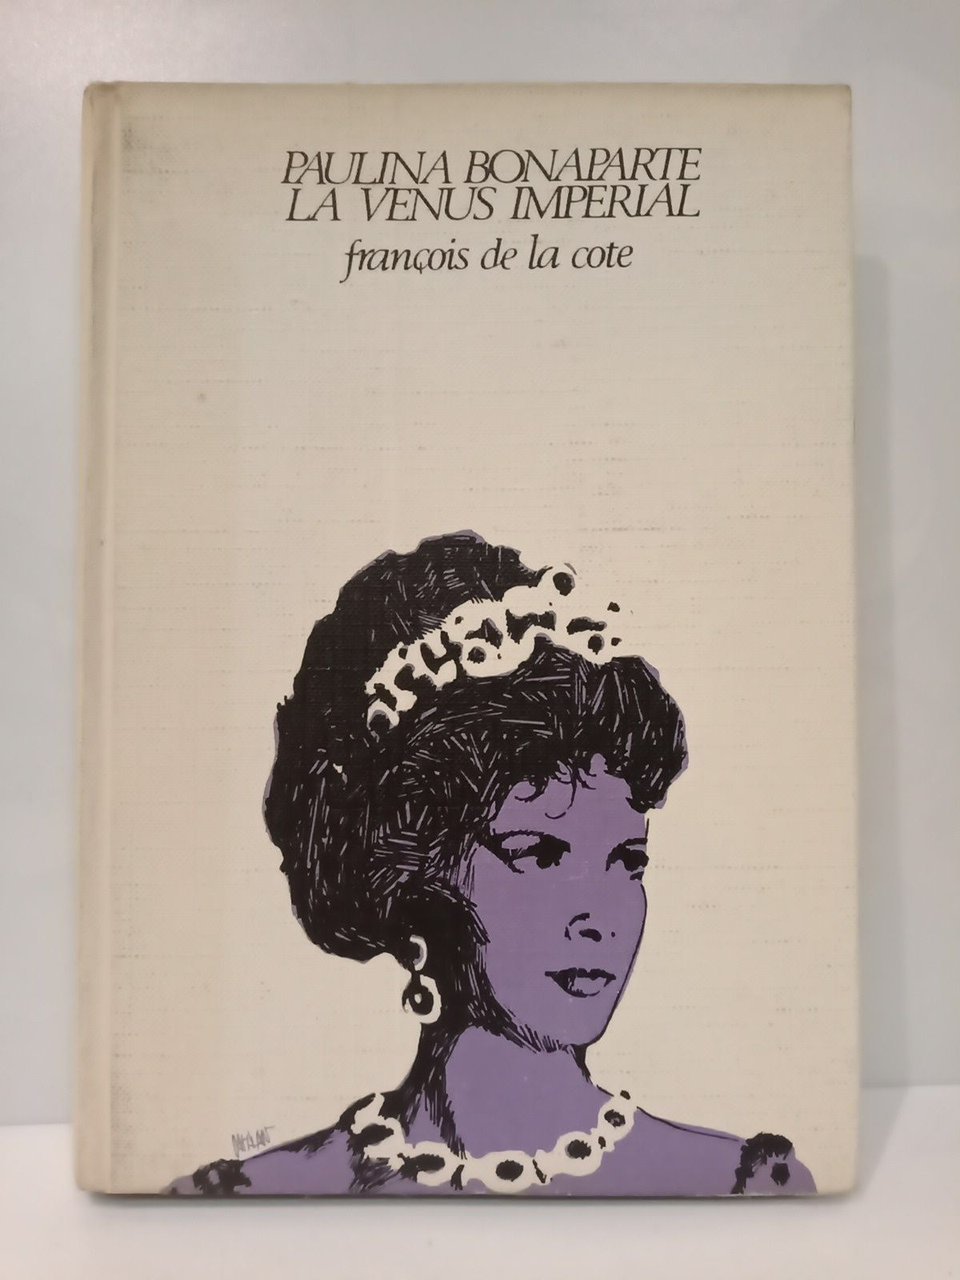 PAULINA BONAPARTE
LA VENUS IMPERIAL
françois de la cote